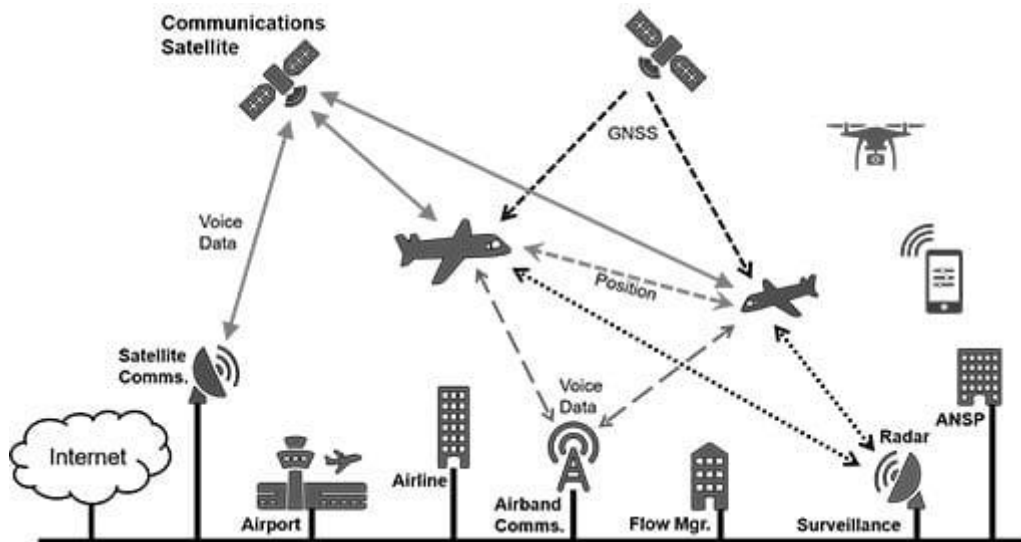 Communications
Satellite
GNSS
Voice
Data
Position
Satellite
Comms.
Voice
Data
ANSP
Radar
Internet
Airline
Airport
Airband
Comms.
Flow Mgr.
Surveillance